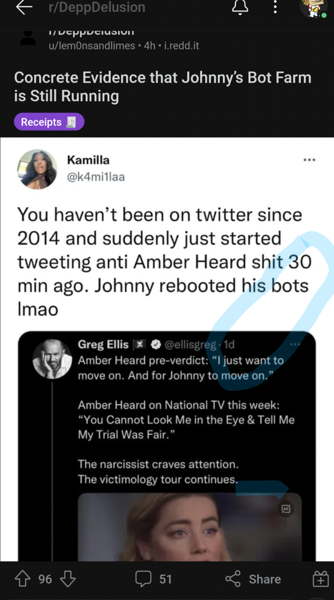 r/DeppDelusion
r/DeppDelusion
u/lem0nsandlimes • 4h • i.redd.it
Concrete Evidence that Johnny's Bot Farm
is Still Running
Receipts
Kamilla
@k4mi1laa
You haven't been on twitter since
2014 and suddenly just started
tweeting anti Amber Heard shit 30
min ago. Johnny rebooted his bots
lmao
Greg Ellis @ellisgreg · 1d
Amber Heard pre-verdict: “I just want to
move on. And for Johnny to move on.”
Amber Heard on National TV this week:
“You Cannot Look Me in the Eye & Tell Me
My Trial Was Fair.”
The narcissist craves attention.
The victimology tour continues.
96
51
Share